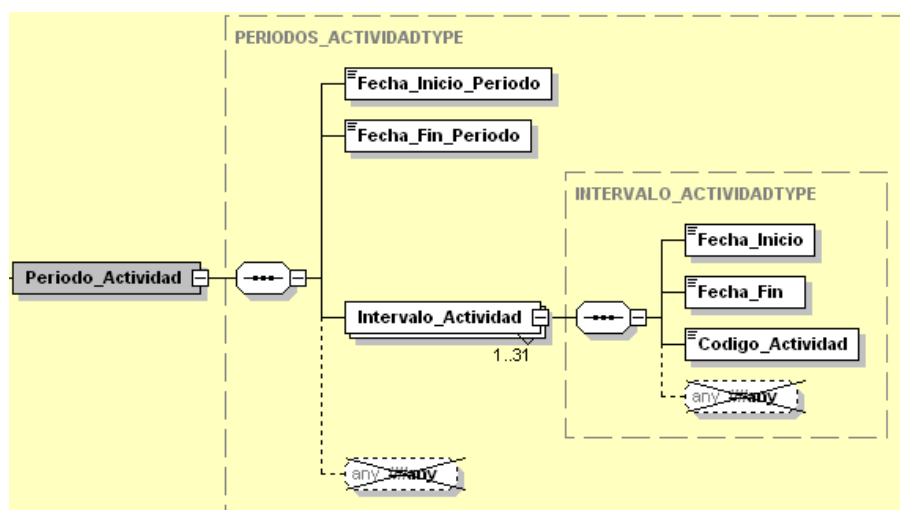 PERIODOS_ACTIVIDADTYPE
Fecha_Inicio_Periodo
Fecha_Fin_Periodo
INTERVALO_ACTIVIDADTYPE
Fecha_Inicio
Periodo_Actividad
Fecha_Fin
Intervalo_Actividad
Codigo_Actividad
1..31
any ##any
any ##any